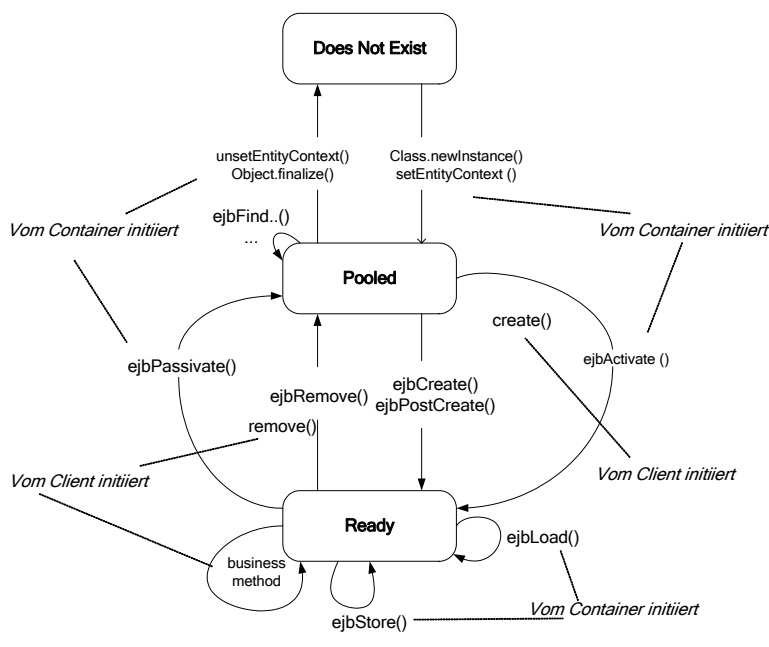 Does Not Exist
unsetEntityContext()
Object.finalize()
Class.newInstance()
setEntityContext ()
Vom Container initiiert
ejbFind..()
...
Vom Container initiiert
Pooled
create()
ejbPassivate()
ejbActivate ()
ejbRemove()
remove()
ejbCreate()
ejbPostCreate()
Vom Client initiiert
Vom Client initiiert
Ready
ejbLoad()
business
method
ejbStore()
Vom Container initiiert